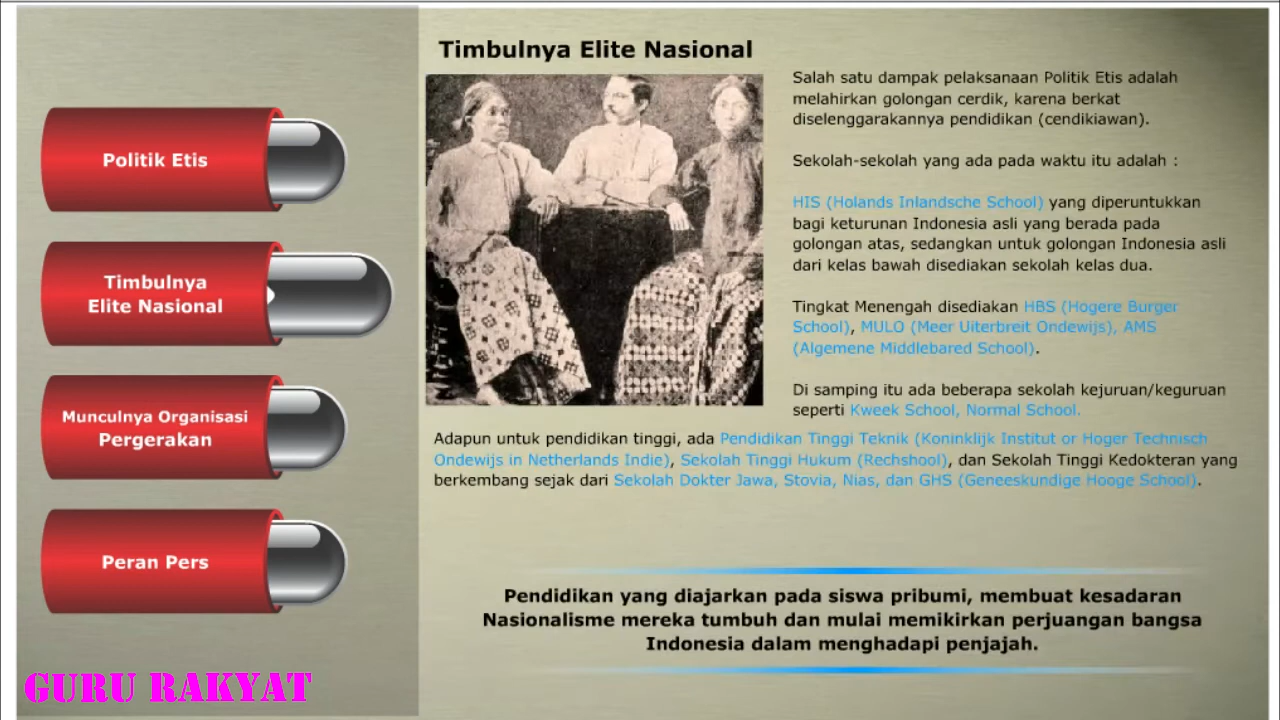 Timbulnya Elite Nasional
Salah satu dampak pelaksanaan Politik Etis adalah
melahirkan golongan cerdik, karena berkat
diselenggarakannya pendidikan (cendikiawan).
Sekolah-sekolah yang ada pada waktu itu adalah :
HIS (Holands Inlandsche School) yang diperuntukkan
bagi keturunan Indonesia asli yang berada pada
golongan atas, sedangkan untuk golongan Indonesia asli
dari kelas bawah disediakan sekolah kelas dua.
Tingkat Menengah disediakan HBS (Hogere Burger
School), MULO (Meer Uiterbreit Ondewijs), AMS
(Algemene Middlebared School).
Di samping itu ada beberapa sekolah kejuruan/keguruan
seperti Kweek School, Normal School.
Adapun untuk pendidikan tinggi, ada Pendidikan Tinggi Teknik (Koninklijk Institut or Hoger Technisch
Ondewijs in Netherlands Indie), Sekolah Tinggi Hukum (Rechshool), dan Sekolah Tinggi Kedokteran yang
berkembang sejak dari Sekolah Dokter Jawa, Stovia, Nias, dan GHS (Geneeskundige Hooge School).
Pendidikan yang diajarkan pada siswa pribumi, membuat kesadaran
Nasionalisme mereka tumbuh dan mulai memikirkan perjuangan bangsa
Indonesia dalam menghadapi penjajah.
Politik Etis
Timbulnya
Elite Nasional
Munculnya Organisasi
Pergerakan
Peran Pers
GURU RAKYAT